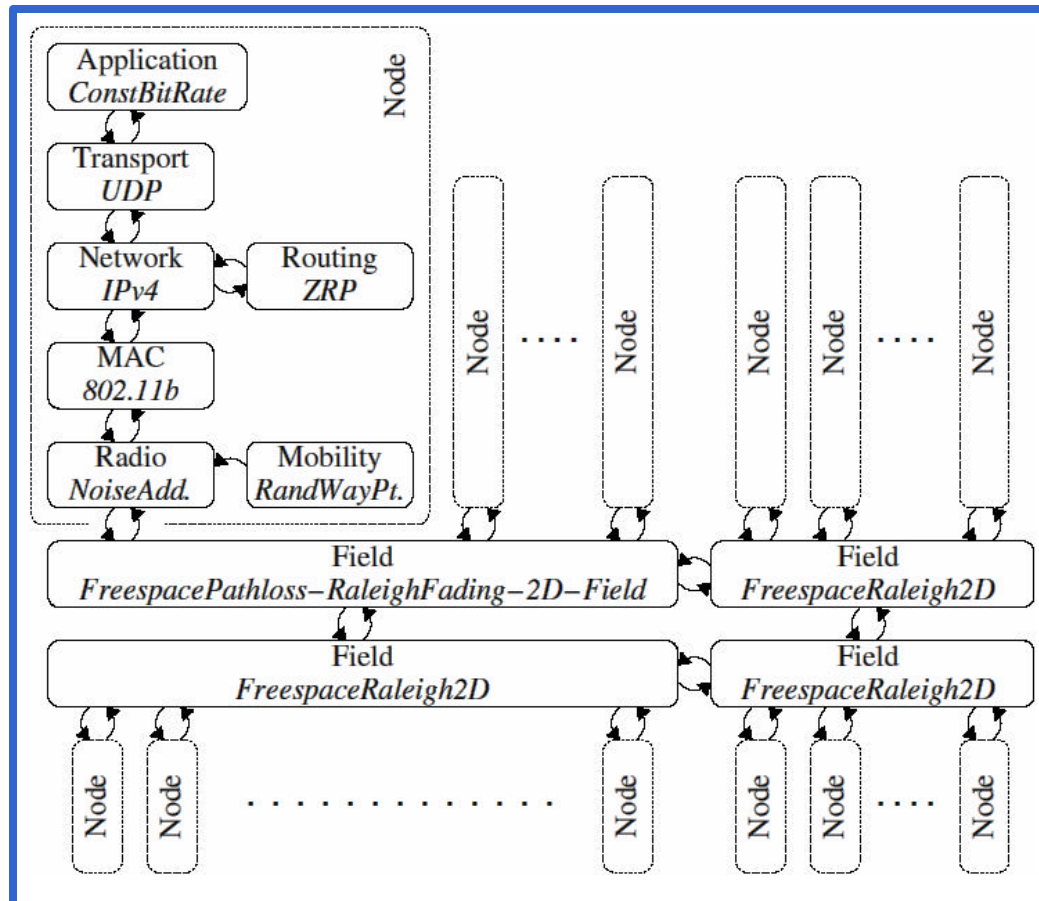 Application
ConstBitRate
Node
Transport
UDP
Network
IPv4
Routing
ZRP
MAC
802.11b
Radio
NoiseAdd.
Mobility
RandWayPt.
Node
. . . .
Node
Node
Node
. . . .
Node
Field
FreespacePathloss–RaleighFading–2D–Field
Field
FreespaceRaleigh2D
Field
FreespaceRaleigh2D
Field
FreespaceRaleigh2D
Node
Node
. . . . . . . . . . . . .
Node
Node
Node
. . . .
Node